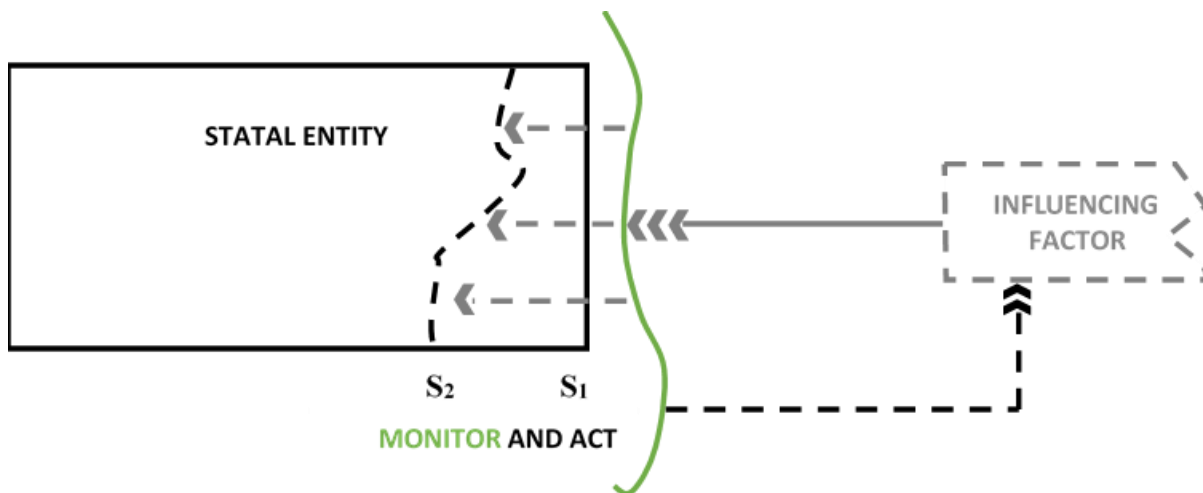 STATAL ENTITY
INFLUENCING
FACTOR
S₂
S₁
MONITOR AND ACT